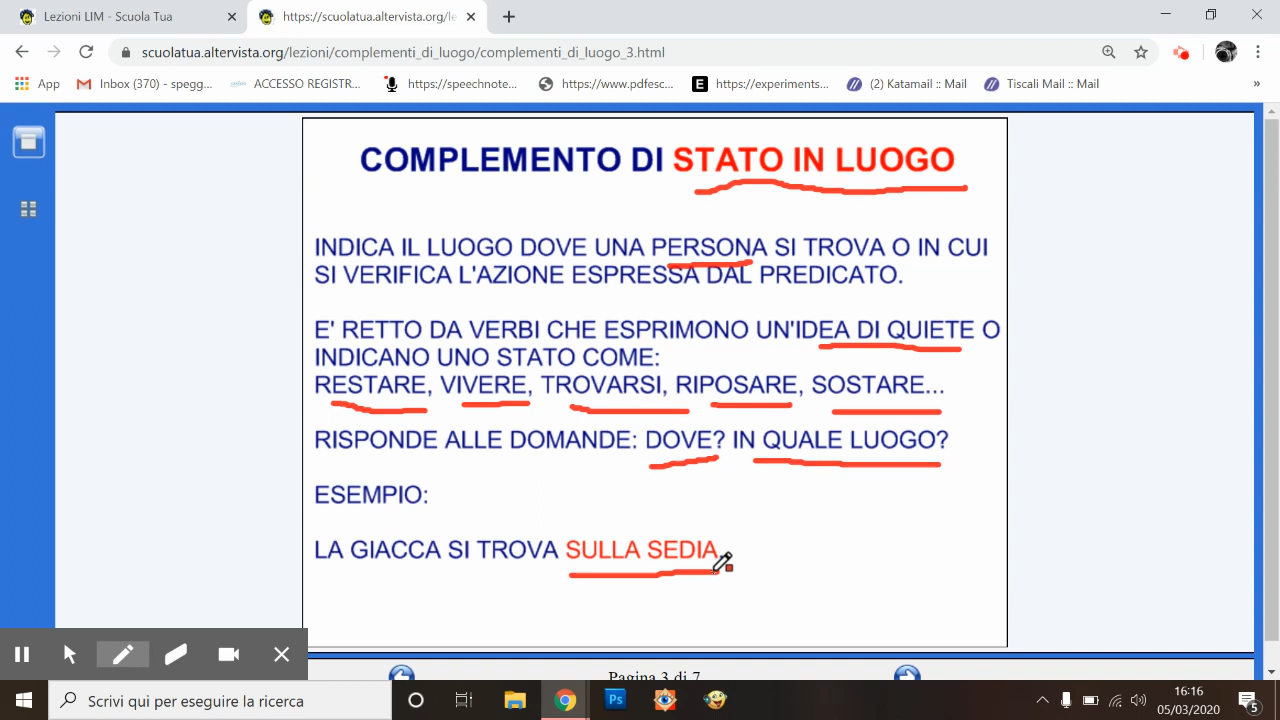 Lezioni LIM - Scuola Tua
https://scuolatua.altervista.org/le
scuolatua.altervista.org/lezioni/complementi_di_luogo/complementi_di_luogo_3.html
App
Inbox (370) - spegg...
ACCESSO REGISTR...
https://speechnote...
https://www.pdfesc...
E
https://experiments...
(2) Katamail :: Mail
Tiscali Mail :: Mail
»
COMPLEMENTO DI STATO IN LUOGO
INDICA IL LUOGO DOVE UNA PERSONA SI TROVA O IN CUI
SI VERIFICA L'AZIONE ESPRESSA DAL PREDICATO.
E' RETTO DA VERBI CHE ESPRIMONO UN'IDEA DI QUIETE O
INDICANO UNO STATO COME:
RESTARE, VIVERE, TROVARSI, RIPOSARE, SOSTARE...
RISPONDE ALLE DOMANDE: DOVE? IN QUALE LUOGO?
ESEMPIO:
LA GIACCA SI TROVA SULLA SEDIA.
Pagina 3 di 7
Scrivi qui per eseguire la ricerca
Ps
16:16
05/03/2020
5